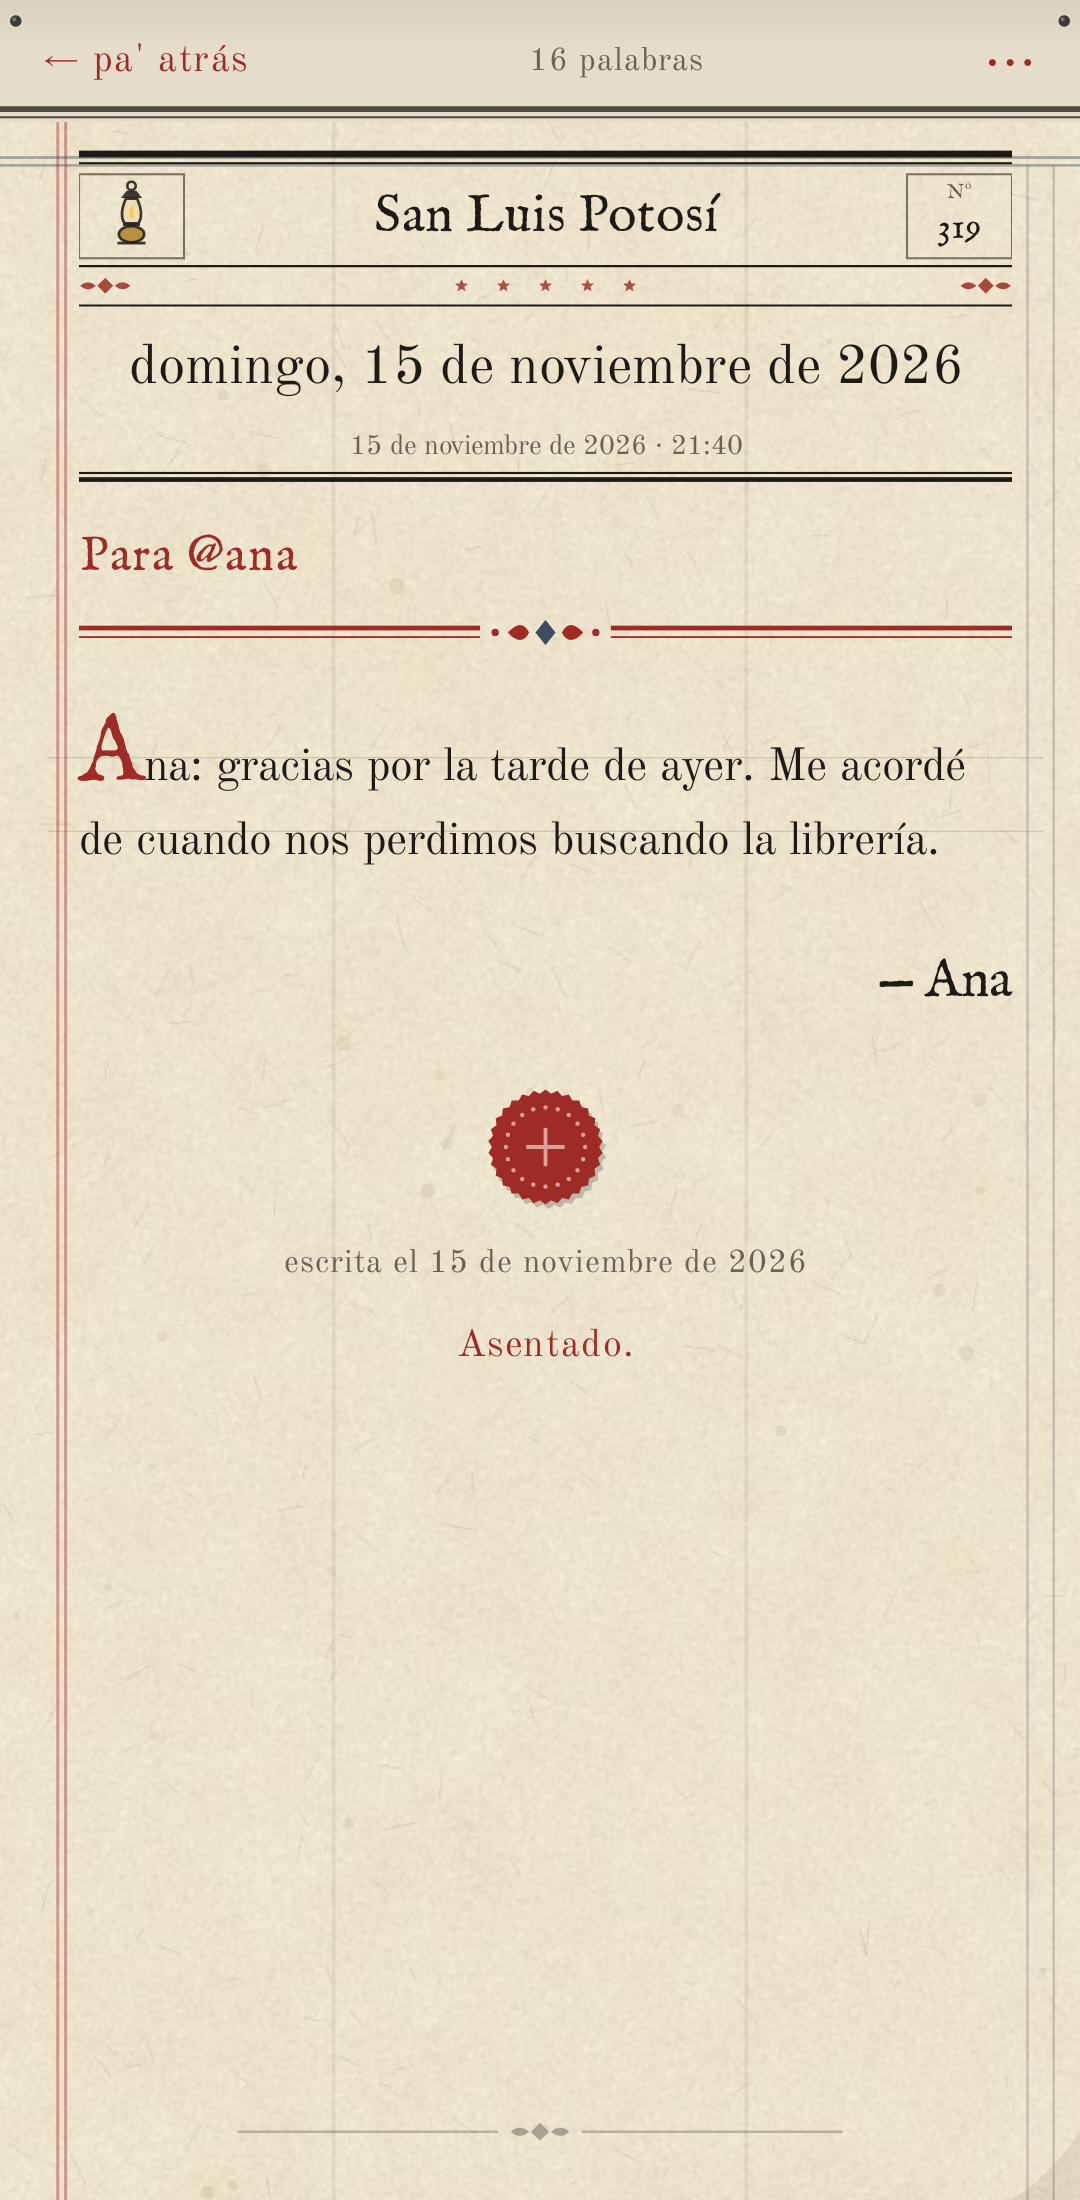 ← pa' atrás
16 palabras
...
San Luis Potosí
Nº
319
domingo, 15 de noviembre de 2026
15 de noviembre de 2026 · 21:40
Para @ana
Ana: gracias por la tarde de ayer. Me acordé
de cuando nos perdimos buscando la librería.
— Ana
escrita el 15 de noviembre de 2026
Asentado.